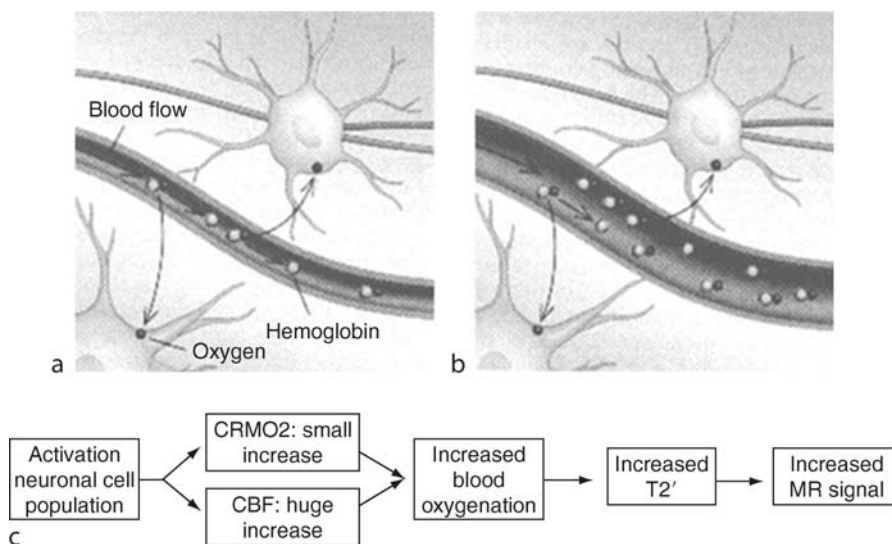 Blood flow
Hemoglobin
Oxygen
a
b
Activation
neuronal cell
population
CRMO2: small
increase
CBF: huge
increase
Increased
blood
oxygenation
Increased
T2′
Increased
MR signal
c